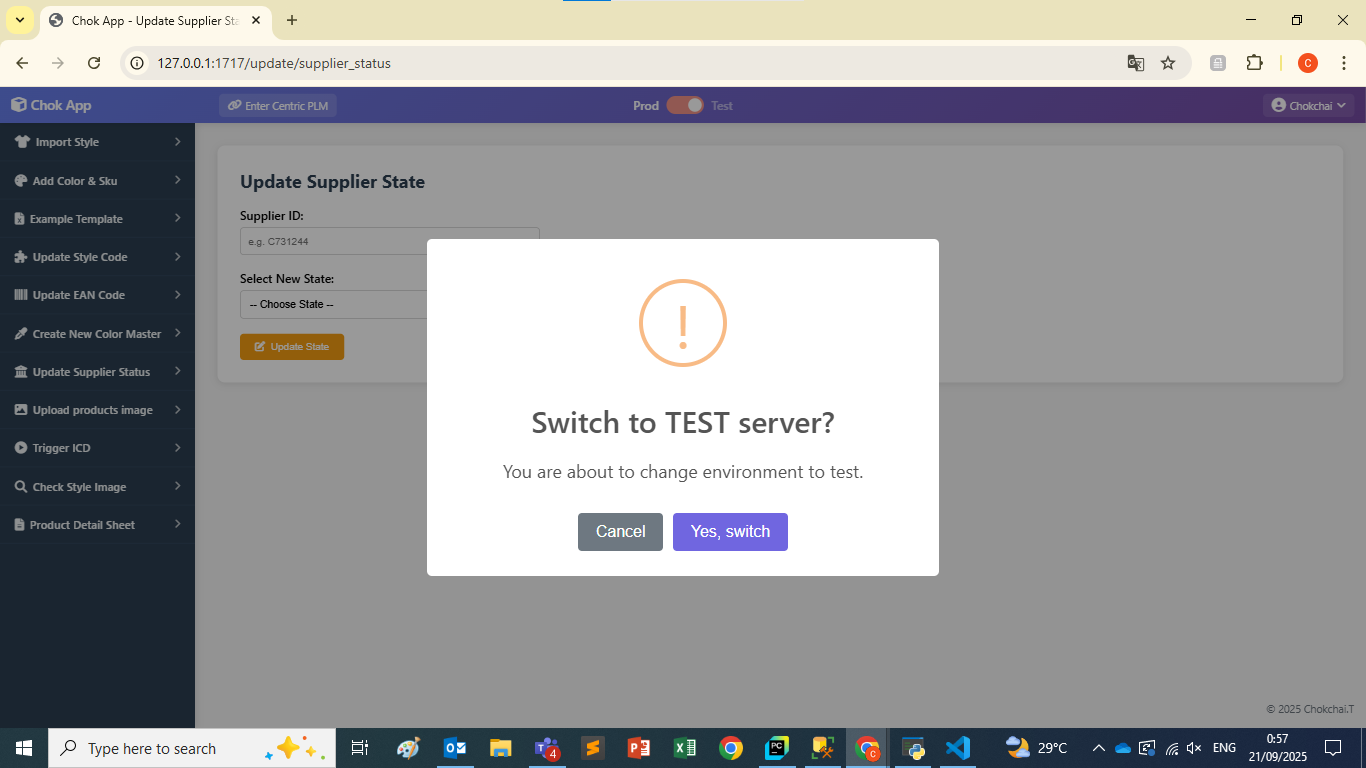 Chok App - Update Supplier Sta
127.0.0.1:1717/update/supplier_status
C
Chok App
Enter Centric PLM
Prod
Test
Chokchai
Import Style
Add Color & Sku
Example Template
Update Style Code
Update EAN Code
Create New Color Master
Update Supplier Status
Upload products image
Trigger ICD
Check Style Image
Product Detail Sheet
Update Supplier State
Supplier ID:
e.g. C731244
Select New State:
-- Choose State --
Update State
!
Switch to TEST server?
You are about to change environment to test.
Cancel
Yes, switch
© 2025 Chokchai.T
Type here to search
4
PC
C
29°C
ENG
0:57
21/09/2025